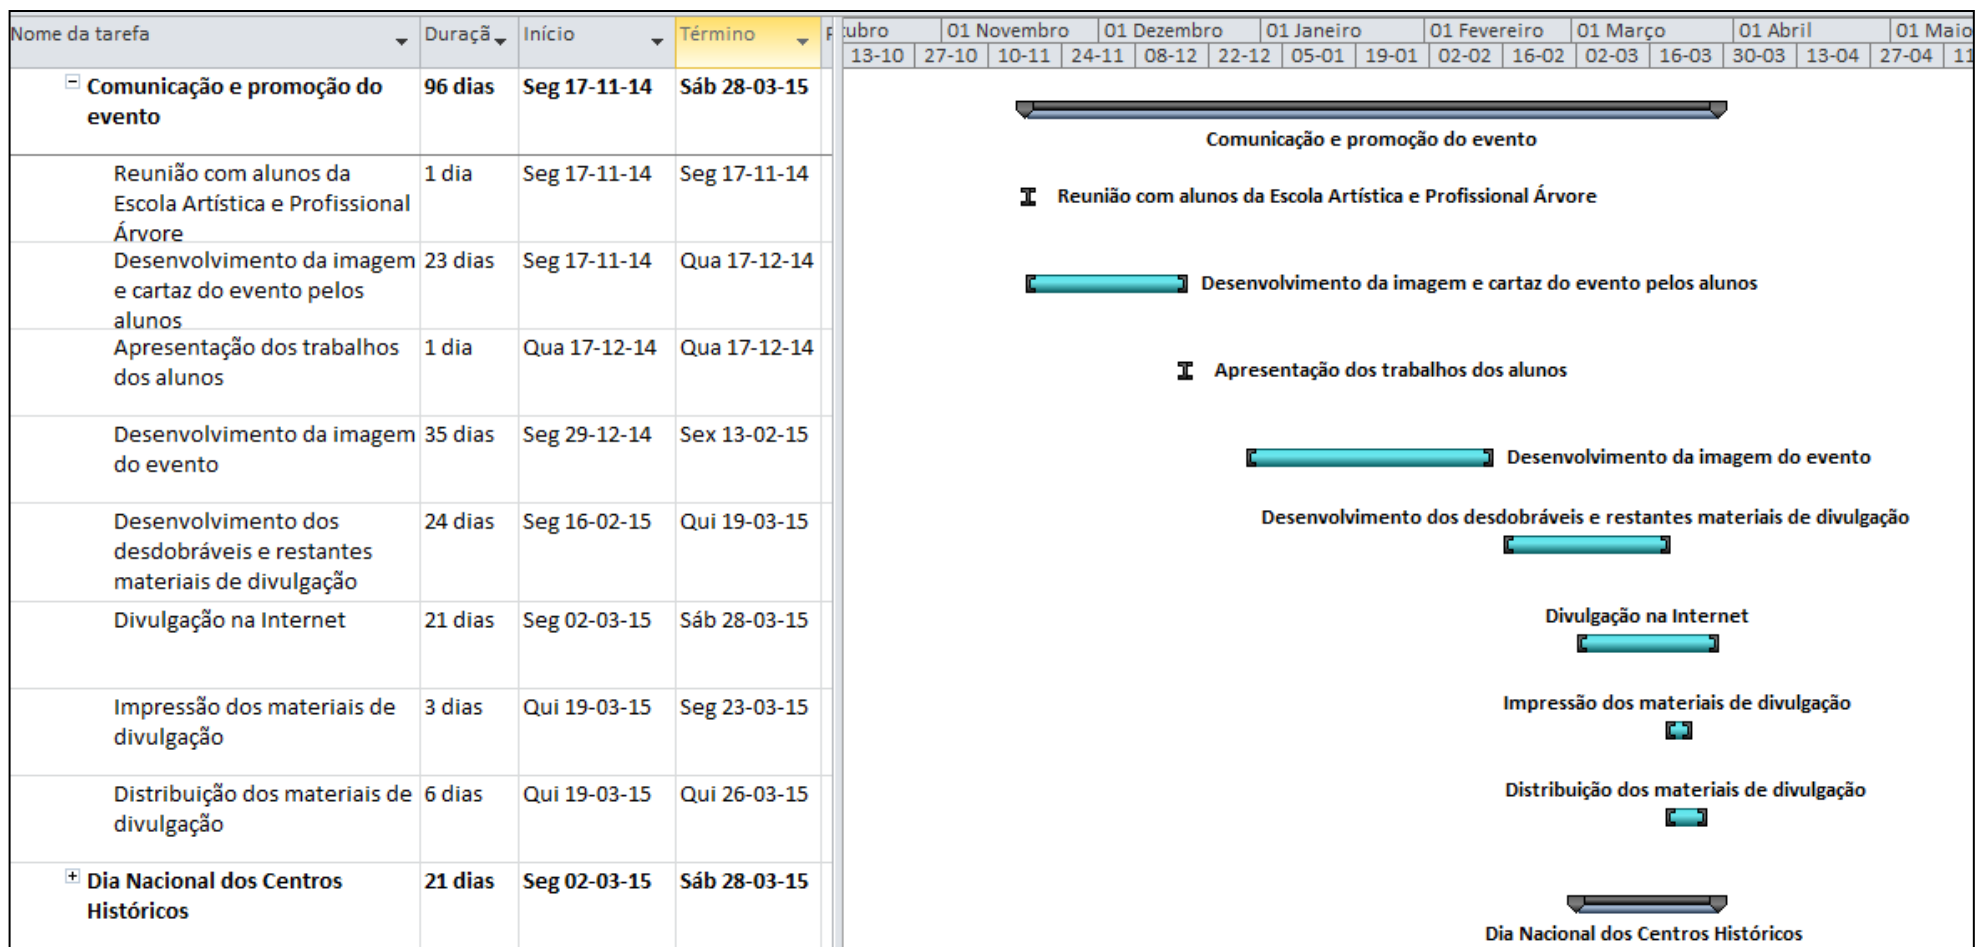 Nome da tarefa Duraçã Início Término F
tubro 01 Novembro 01 Dezembro 01 Janeiro 01 Fevereiro 01 Março 01 Abril 01 Maio
13-10 27-10 10-11 24-11 08-12 22-12 05-01 19-01 02-02 16-02 02-03 16-03 30-03 13-04 27-04 11
Comunicação e promoção do 96 dias Seg 17-11-14 Sáb 28-03-15
evento
Comunicação e promoção do evento
Reunião com alunos da 1 dia Seg 17-11-14 Seg 17-11-14
Escola Artística e Profissional
Árvore
Reunião com alunos da Escola Artística e Profissional Árvore
Desenvolvimento da imagem 23 dias Seg 17-11-14 Qua 17-12-14
e cartaz do evento pelos
alunos
Desenvolvimento da imagem e cartaz do evento pelos alunos
Apresentação dos trabalhos 1 dia Qua 17-12-14 Qua 17-12-14
dos alunos
Apresentação dos trabalhos dos alunos
Desenvolvimento da imagem 35 dias Seg 29-12-14 Sex 13-02-15
do evento
Desenvolvimento da imagem do evento
Desenvolvimento dos 24 dias Seg 16-02-15 Qui 19-03-15
desdobráveis e restantes
materiais de divulgação
Desenvolvimento dos desdobráveis e restantes materiais de divulgação
Divulgação na Internet 21 dias Seg 02-03-15 Sáb 28-03-15
Divulgação na Internet
Impressão dos materiais de 3 dias Qui 19-03-15 Seg 23-03-15
divulgação
Impressão dos materiais de divulgação
Distribuição dos materiais de 6 dias Qui 19-03-15 Qui 26-03-15
divulgação
Distribuição dos materiais de divulgação
Dia Nacional dos Centros 21 dias Seg 02-03-15 Sáb 28-03-15
Históricos
Dia Nacional dos Centros Históricos